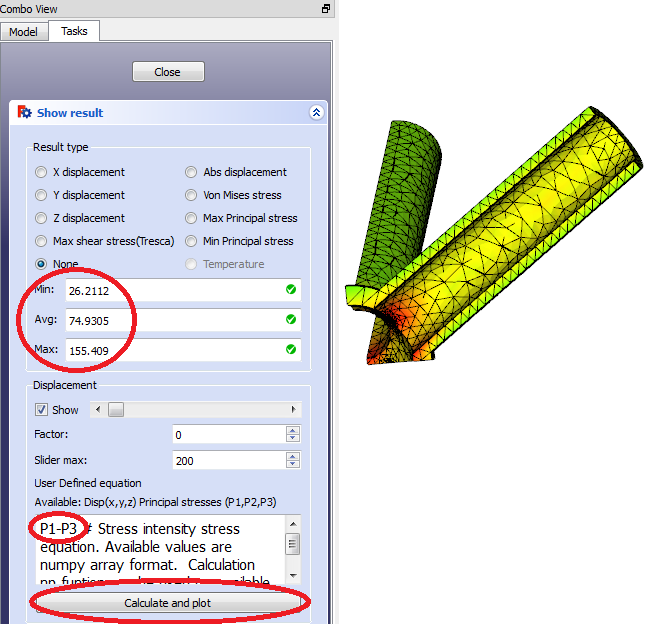 Combo View
Model Tasks
Close
Show result
Result type
X displacement Abs displacement
Y displacement Von Mises stress
Z displacement Max Principal stress
Max shear stress(Tresca) Min Principal stress
None Temperature
Min: 26.2112
Avg: 74.9305
Max: 155.409
Displacement
Show
Factor: 0
Slider max: 200
User Defined equation
Available: Disp(x,y,z) Principal stresses (P1,P2,P3)
P1-P3 # Stress intensity stress
equation. Available values are
numpy array format. Calculation
Calculate and plot